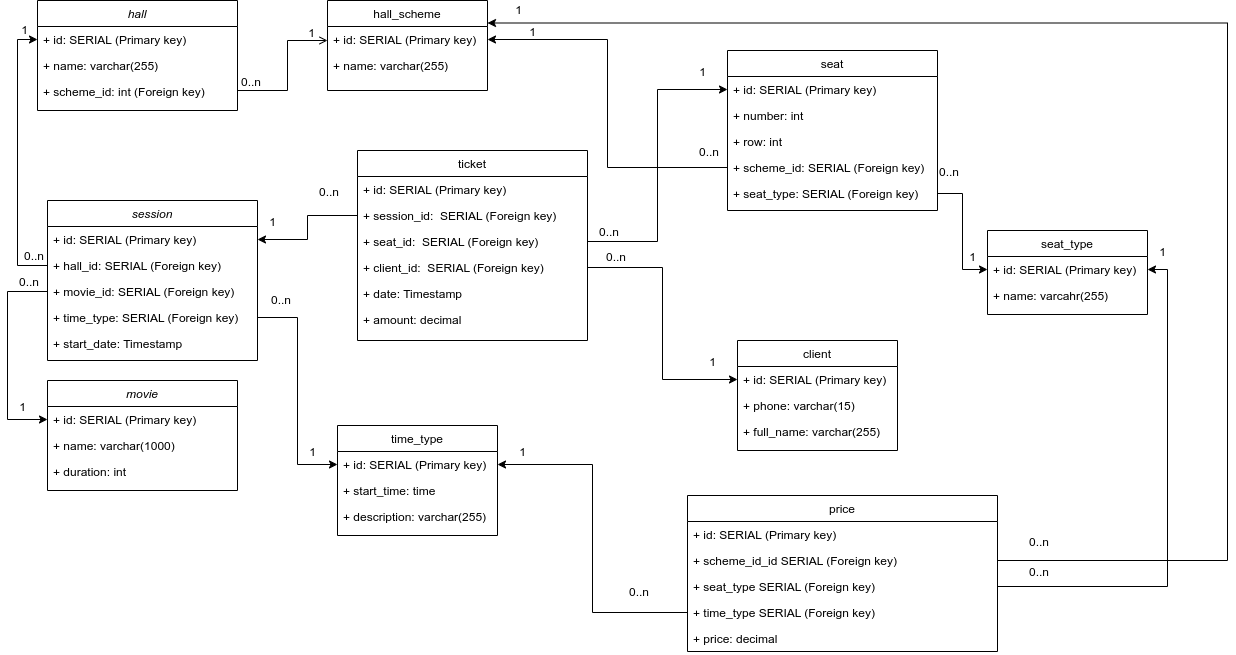 hall
+ id: SERIAL (Primary key)
+ name: varchar(255)
+ scheme_id: int (Foreign key)
1
0..n
1
hall_scheme
+ id: SERIAL (Primary key)
+ name: varchar(255)
1
1
seat
+ id: SERIAL (Primary key)
+ number: int
+ row: int
+ scheme_id: SERIAL (Foreign key)
+ seat_type: SERIAL (Foreign key)
1
0..n
0..n
ticket
+ id: SERIAL (Primary key)
+ session_id:  SERIAL (Foreign key)
+ seat_id:  SERIAL (Foreign key)
+ client_id:  SERIAL (Foreign key)
+ date: Timestamp
+ amount: decimal
0..n
1
0..n
0..n
session
+ id: SERIAL (Primary key)
+ hall_id: SERIAL (Foreign key)
+ movie_id: SERIAL (Foreign key)
+ time_type: SERIAL (Foreign key)
+ start_date: Timestamp
0..n
0..n
0..n
seat_type
+ id: SERIAL (Primary key)
+ name: varcahr(255)
1
1
client
+ id: SERIAL (Primary key)
+ phone: varchar(15)
+ full_name: varchar(255)
1
movie
+ id: SERIAL (Primary key)
+ name: varchar(1000)
+ duration: int
1
time_type
+ id: SERIAL (Primary key)
+ start_time: time
+ description: varchar(255)
1
1
price
+ id: SERIAL (Primary key)
+ scheme_id_id SERIAL (Foreign key)
+ seat_type SERIAL (Foreign key)
+ time_type SERIAL (Foreign key)
+ price: decimal
0..n
0..n
0..n